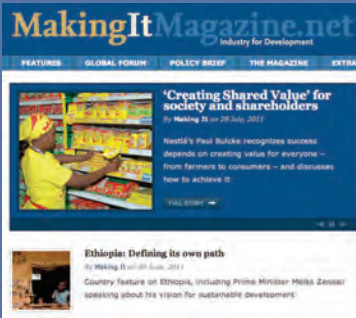 MakingItMagazine.net
Industry for Development
FEATURES GLOBAL FORUM POLICY BRIEF THE MAGAZINE EXTRA
'Creating Shared Value' for
society and shareholders
By Making It on 28 July, 2011
Nestlé's Paul Bulcke recognizes success
depends on creating value for everyone –
from farmers to consumers – and discusses
how to achieve it
FULL STORY
Ethiopia: Defining its own path
By Making It on
2011
Country feature on Ethiopia, including Prime Minister Meles Zenawi
speaking about his vision for sustainable development